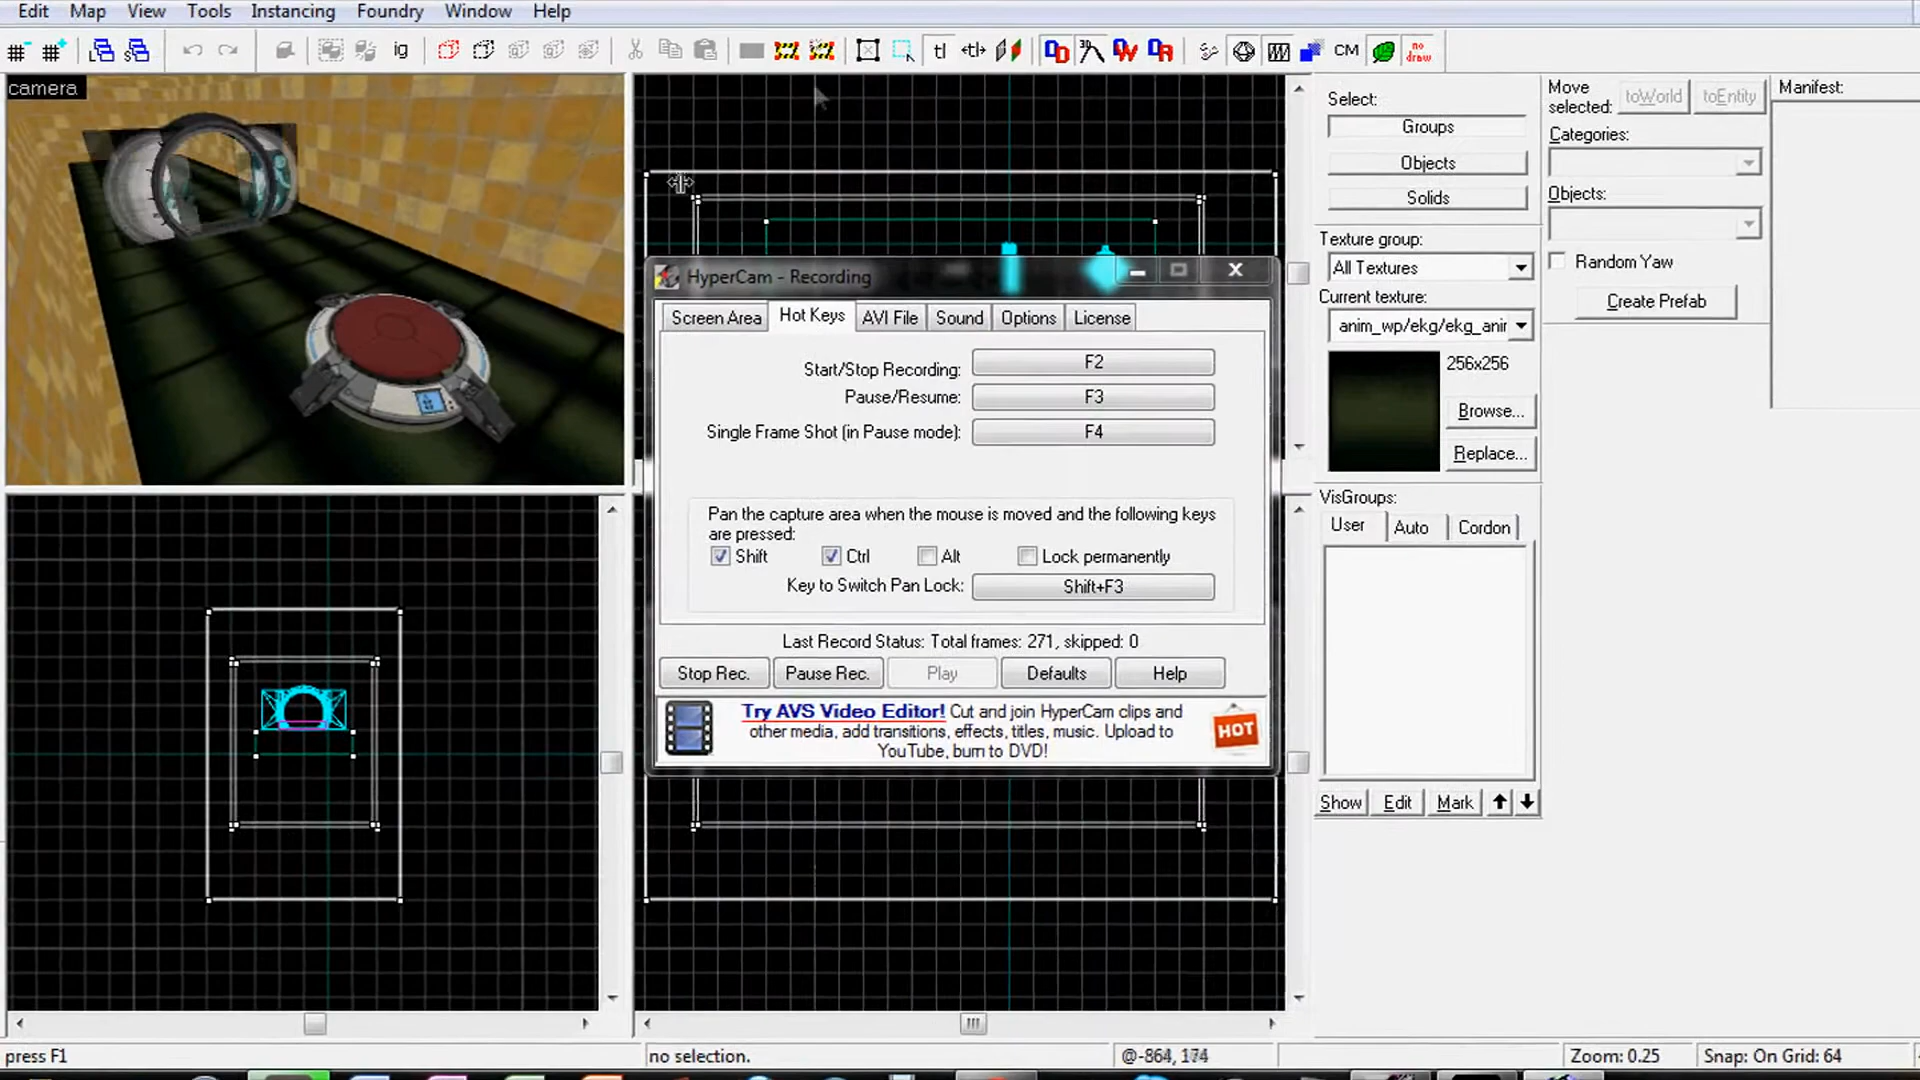 Edit Map View Tools Instancing Foundry Window Help
ig tl <tl> CM no draw
camera
Select:
Groups
Objects
Solids
Texture group:
All Textures
Current texture:
anim_wp/ekg/ekg_anir
256x256
Browse...
Replace...
VisGroups:
User Auto Cordon
Show Edit Mark
Move selected: toWorld toEntity
Categories:
Objects:
Random Yaw
Create Prefab
Manifest:
HyperCam - Recording
Screen Area Hot Keys AVI File Sound Options License
Start/Stop Recording: F2
Pause/Resume: F3
Single Frame Shot (in Pause mode): F4
Pan the capture area when the mouse is moved and the following keys
are pressed:
Shift Ctrl Alt Lock permanently
Key to Switch Pan Lock: Shift+F3
Last Record Status: Total frames: 271, skipped: 0
Stop Rec. Pause Rec. Play Defaults Help
Try AVS Video Editor! Cut and join HyperCam clips and
other media, add transitions, effects, titles, music. Upload to
YouTube, burn to DVD!
HOT
press F1 no selection. @-864, 174 Zoom: 0.25 Snap: On Grid: 64